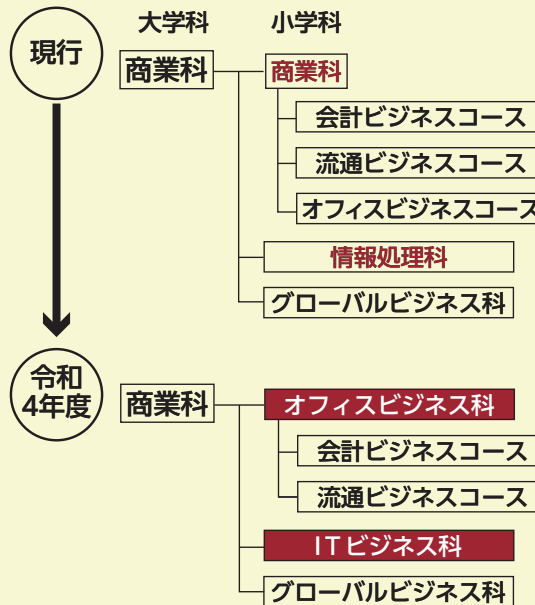 大学科 小学科
現行
商業科 商業科
会計ビジネスコース
流通ビジネスコース
オフィスビジネスコース
情報処理科
グローバルビジネス科
令和
4年度
商業科 オフィスビジネス科
会計ビジネスコース
流通ビジネスコース
ITビジネス科
グローバルビジネス科